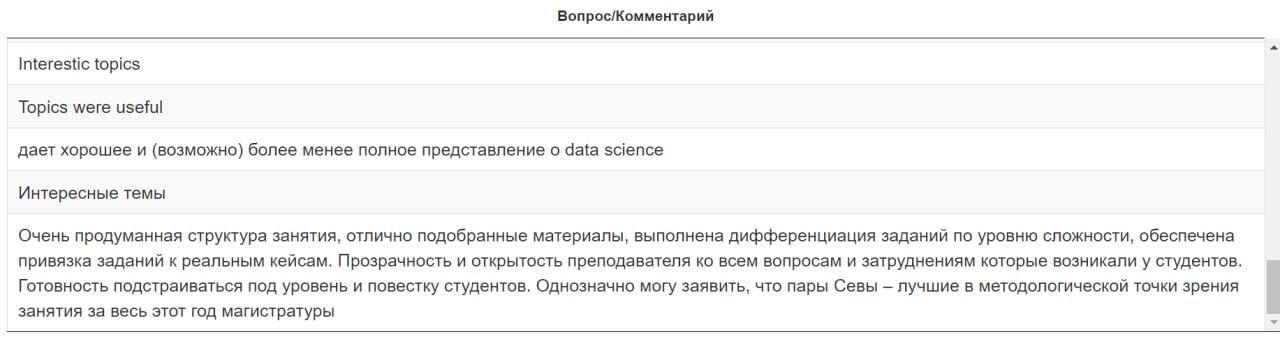 Вопрос/Комментарий
Interestic topics
Topics were useful
дает хорошее и (возможно) более менее полное представление о data science
Интересные темы
Очень продуманная структура занятия, отлично подобранные материалы, выполнена дифференциация заданий по уровню сложности, обеспечена
привязка заданий к реальным кейсам. Прозрачность и открытость преподавателя ко всем вопросам и затруднениям которые возникали у студентов.
Готовность подстраиваться под уровень и повестку студентов. Однозначно могу заявить, что пары Севы – лучшие в методологической точки зрения
занятия за весь этот год магистратуры